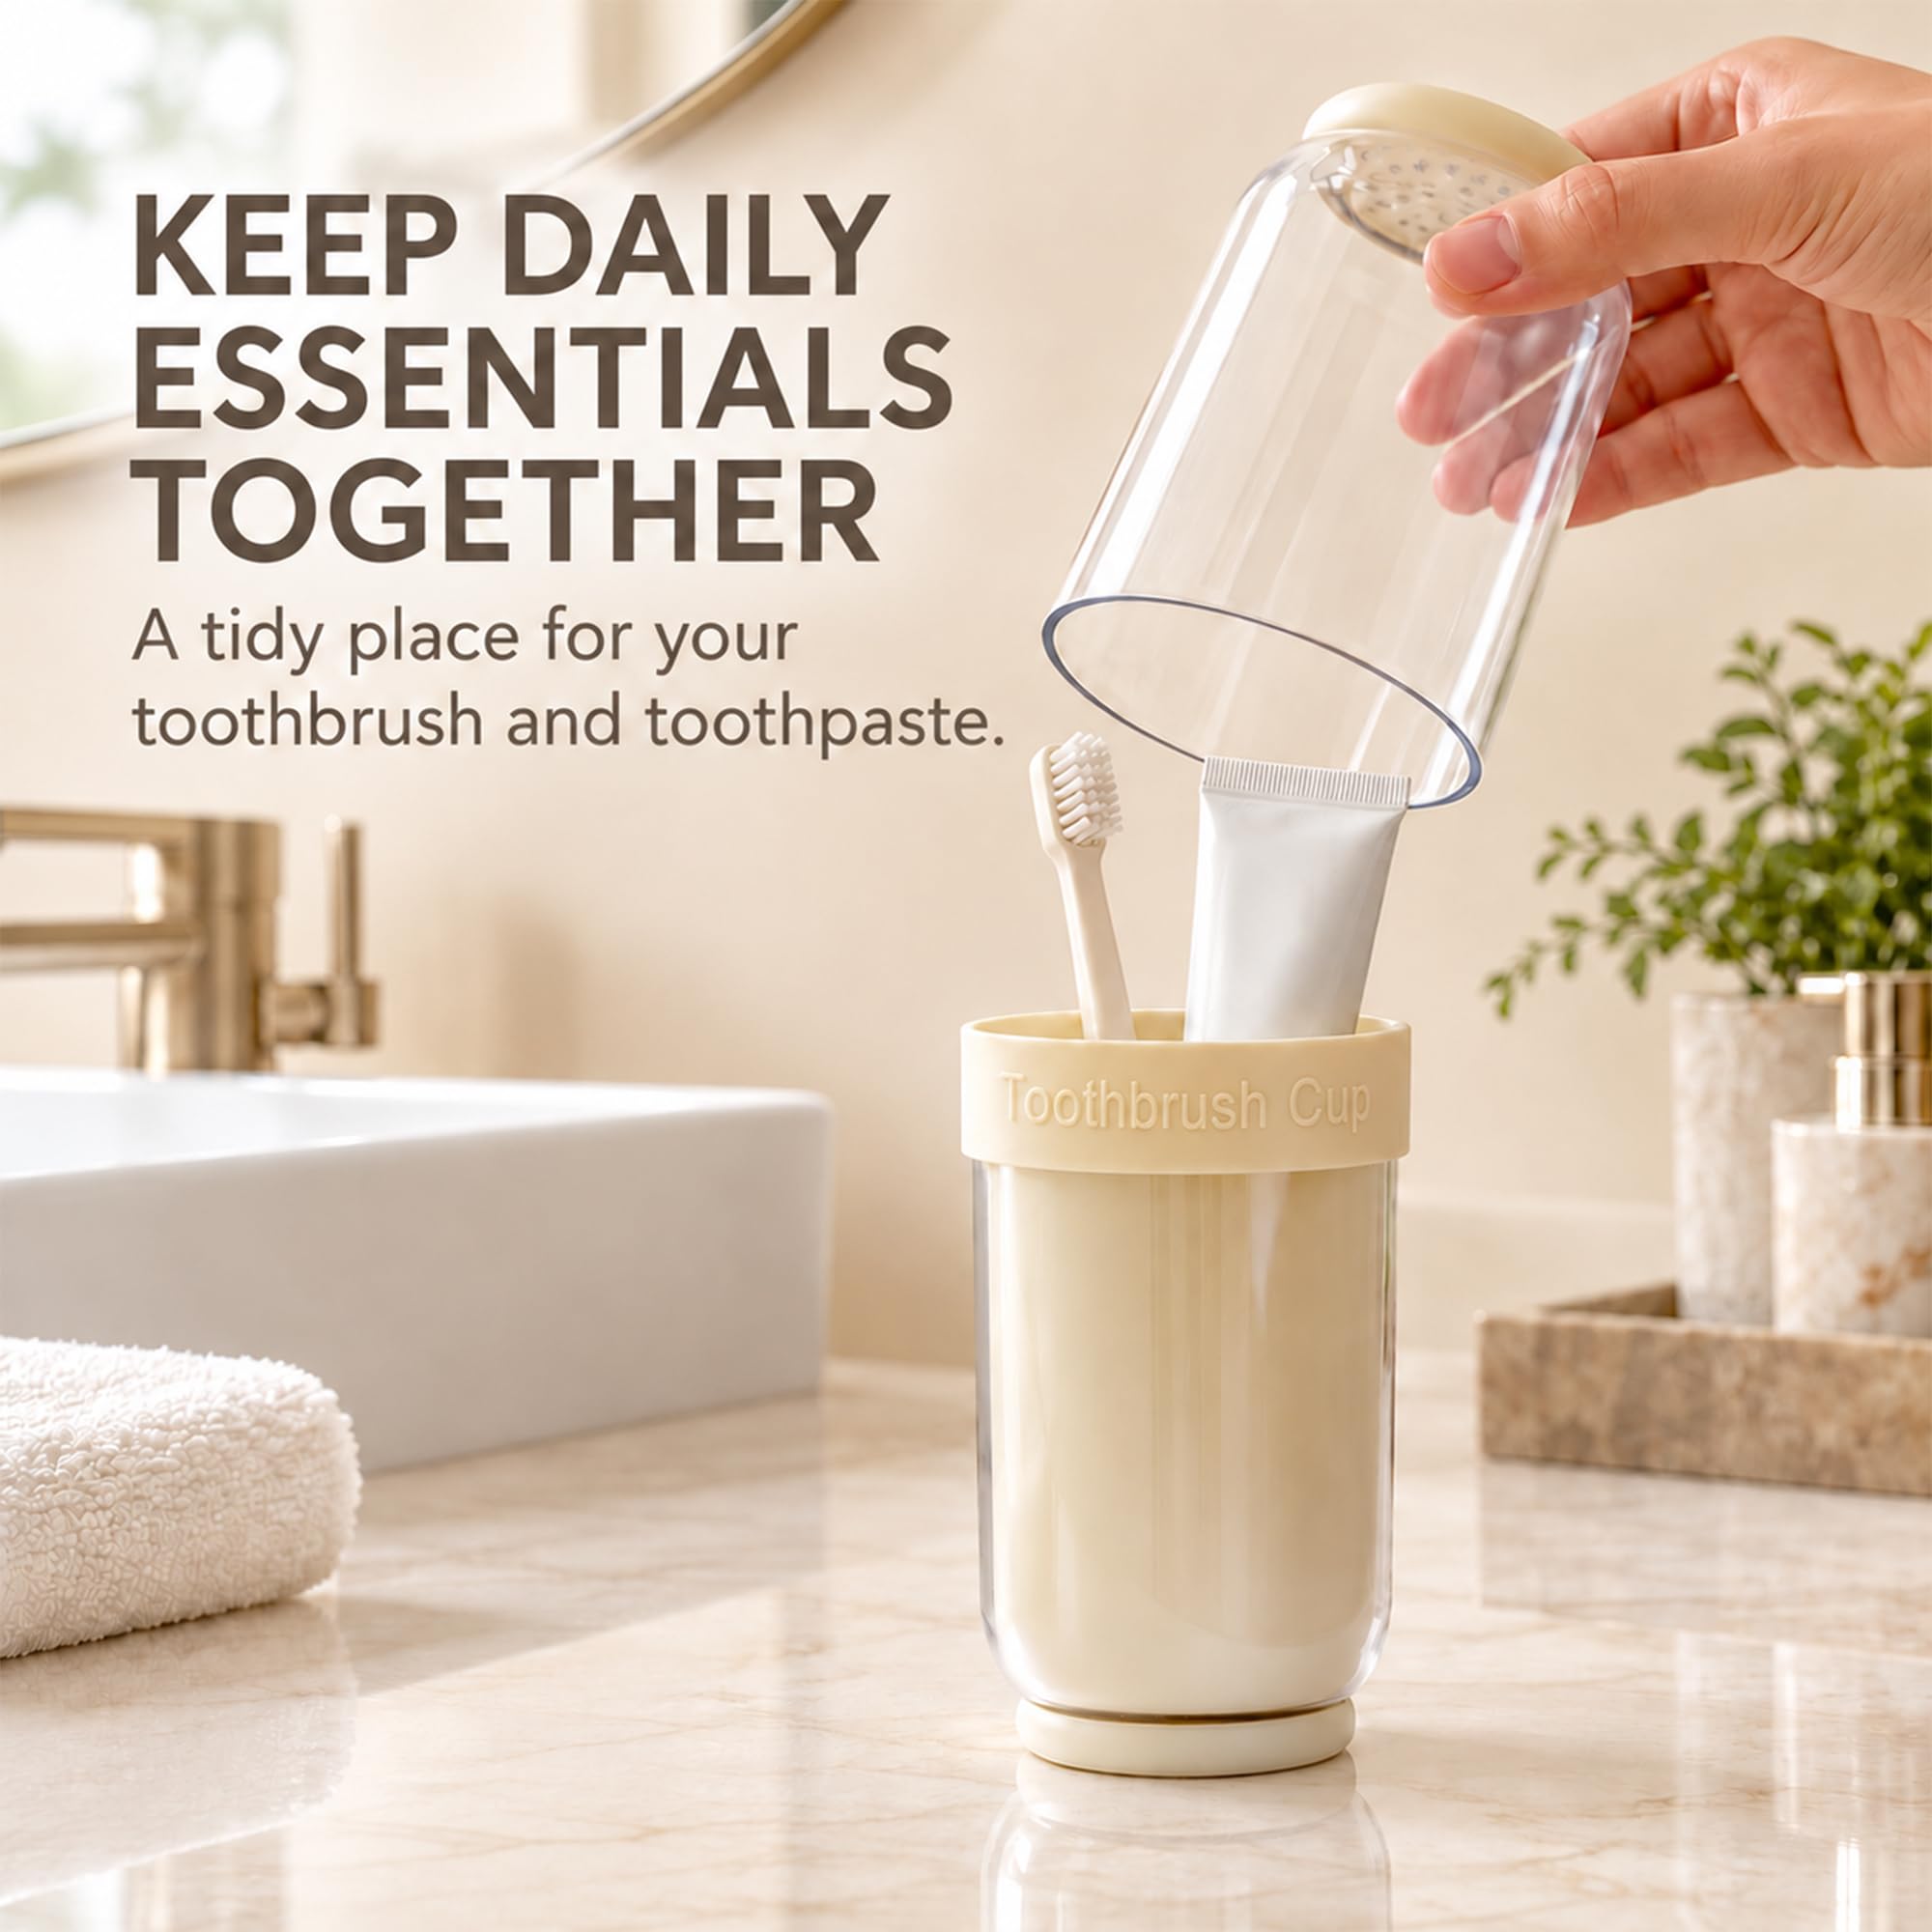 KEEP DAILY
ESSENTIALS
TOGETHER
A tidy place for your
toothbrush and toothpaste.
Toothbrush Cup